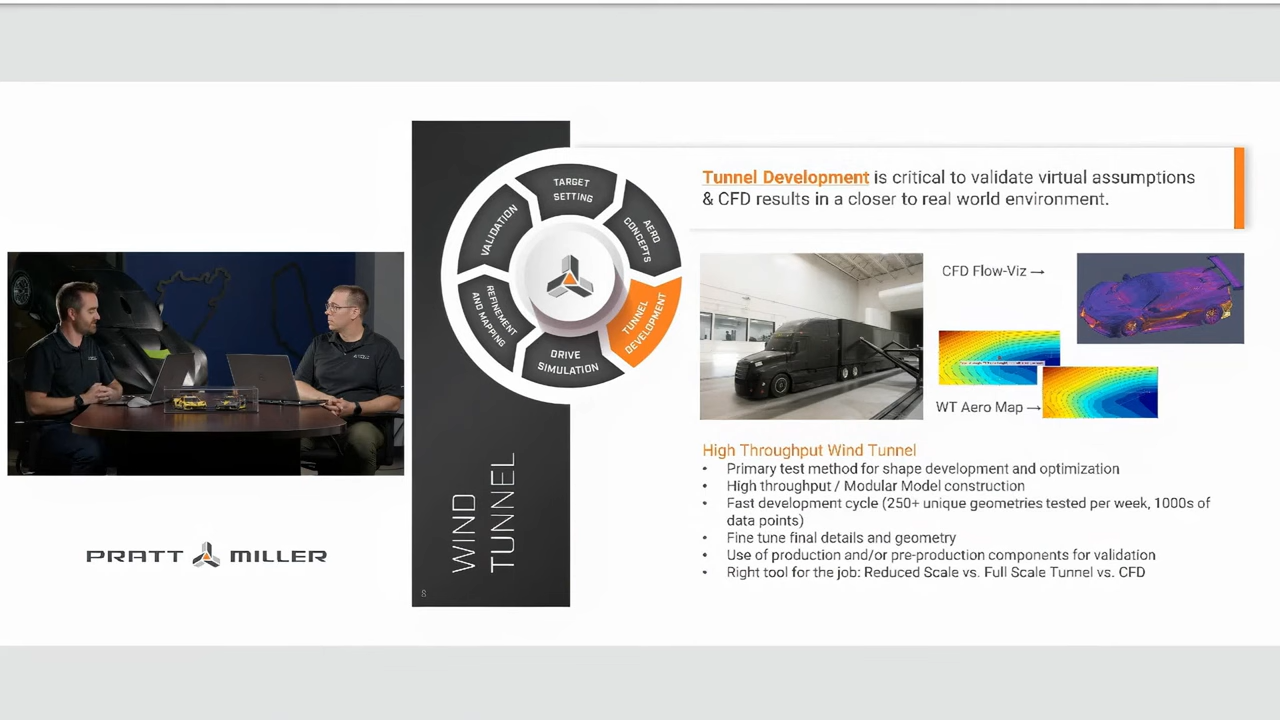 Tunnel Development is critical to validate virtual assumptions
& CFD results in a closer to real world environment.
TARGET
SETTING
AERO
CONCEPTS
TUNNEL
DEVELOPMENT
DRIVE
SIMULATION
REFINEMENT
AND MAPPING
VALIDATION
CFD Flow-Viz →
WT Aero Map →
WIND
TUNNEL
High Throughput Wind Tunnel
• Primary test method for shape development and optimization
• High throughput / Modular Model construction
• Fast development cycle (250+ unique geometries tested per week, 1000s of
data points)
• Fine tune final details and geometry
• Use of production and/or pre-production components for validation
• Right tool for the job: Reduced Scale vs. Full Scale Tunnel vs. CFD
PRATT MILLER